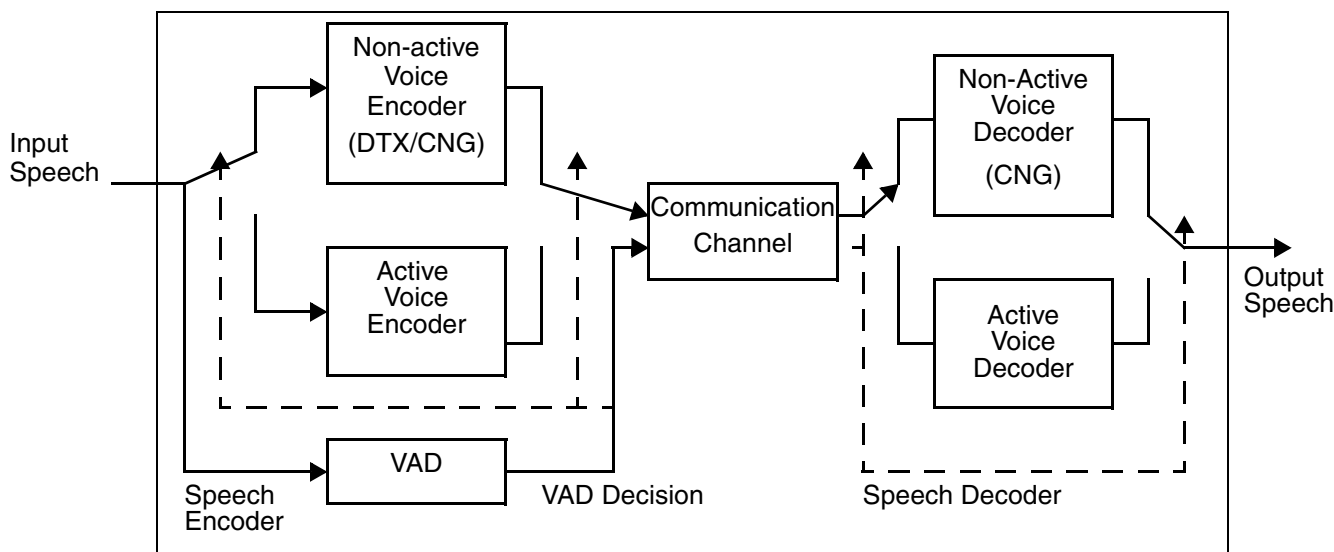 Input
Speech
Non-active
Voice
Encoder
(DTX/CNG)
Active
Voice
Encoder
VAD
Speech
Encoder
VAD Decision
Communication
Channel
Non-Active
Voice
Decoder
(CNG)
Active
Voice
Decoder
Speech Decoder
Output
Speech